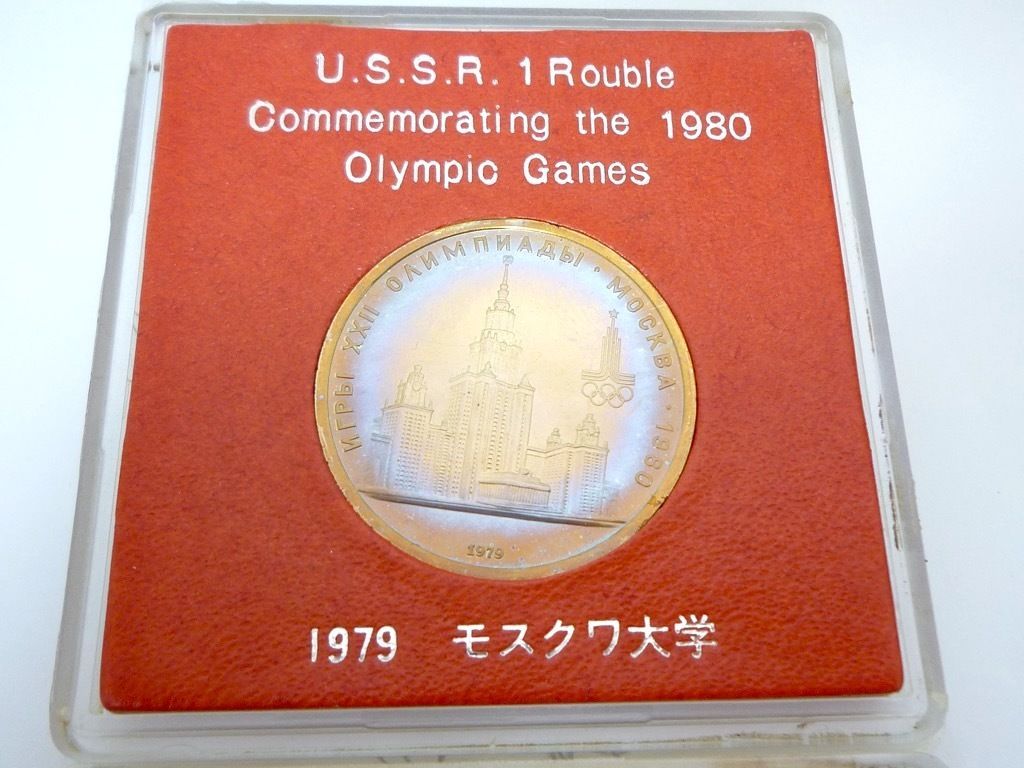 U.S.S.R. 1 Rouble
Commemorating the 1980
Olympic Games
ИГРЫ XXII ОЛИМПИАДЫ · МОСКВА · 1980
1979
1979 モスクワ大学